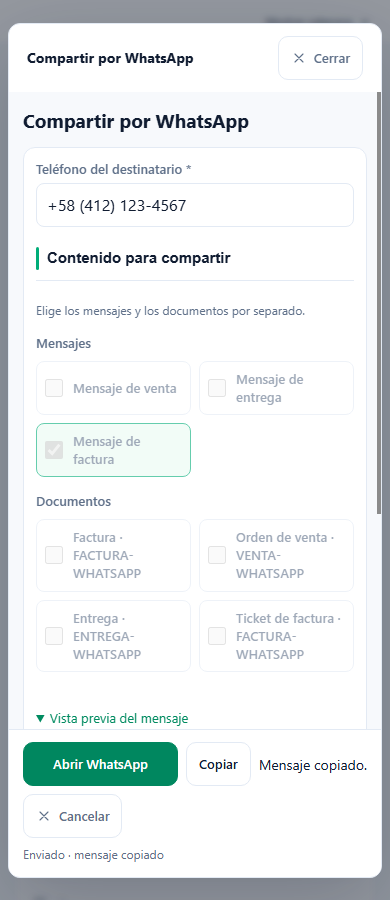 Compartir por WhatsApp
Cerrar
Compartir por WhatsApp
Teléfono del destinatario *
+58 (412) 123-4567
Contenido para compartir
Elige los mensajes y los documentos por separado.
Mensajes
Mensaje de venta
Mensaje de
entrega
Mensaje de
factura
Documentos
Factura ·
FACTURA-
WHATSAPP
Orden de venta ·
VENTA-
WHATSAPP
Entrega ·
ENTREGA-
WHATSAPP
Ticket de factura ·
FACTURA-
WHATSAPP
▼ Vista previa del mensaje
Abrir WhatsApp
Copiar
Mensaje copiado.
Cancelar
Enviado · mensaje copiado